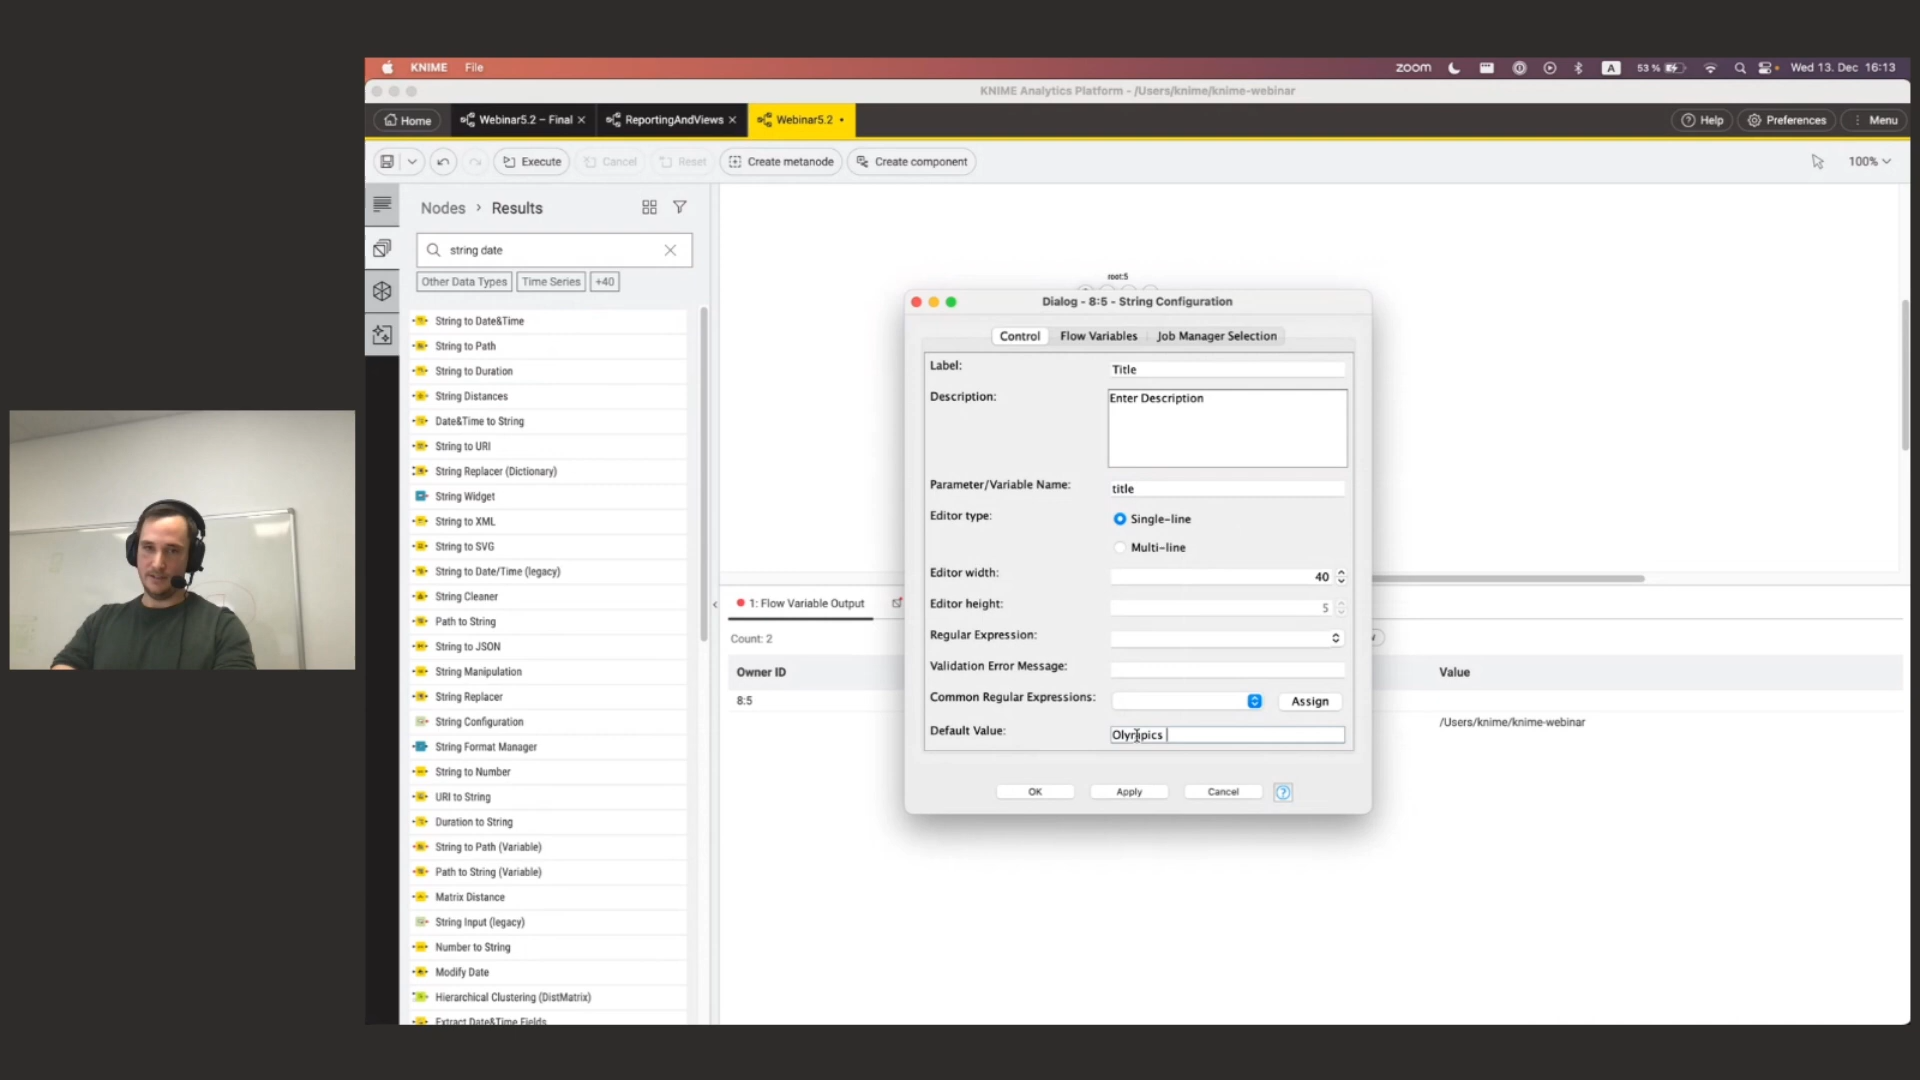 KNIME File zoom A 53 % Wed 13. Dec 16:13
KNIME Analytics Platform - /Users/knime/knime-webinar
Home Webinar5.2 – Final ReportingAndViews Webinar5.2 Help Preferences Menu
Execute Cancel Reset Create metanode Create component 100%
Nodes › Results
string date
Other Data Types Time Series +40
String to Date&Time
String to Path
String to Duration
String Distances
Date&Time to String
String to URI
String Replacer (Dictionary)
String Widget
String to XML
String to SVG
String to Date/Time (legacy)
String Cleaner
Path to String
String to JSON
String Manipulation
String Replacer
String Configuration
String Format Manager
String to Number
URI to String
Duration to String
String to Path (Variable)
Path to String (Variable)
Matrix Distance
String Input (legacy)
Number to String
Modify Date
Hierarchical Clustering (DistMatrix)
Extract Date&Time Fields
root:5
Dialog - 8:5 - String Configuration
Control Flow Variables Job Manager Selection
Label: Title
Description: Enter Description
Parameter/Variable Name: title
Editor type: Single-line
Multi-line
Editor width: 40
Editor height: 5
Regular Expression:
Validation Error Message:
Common Regular Expressions: Assign
Default Value: Olympics
OK Apply Cancel ?
1: Flow Variable Output
Count: 2
Owner ID Value
8:5
/Users/knime/knime-webinar